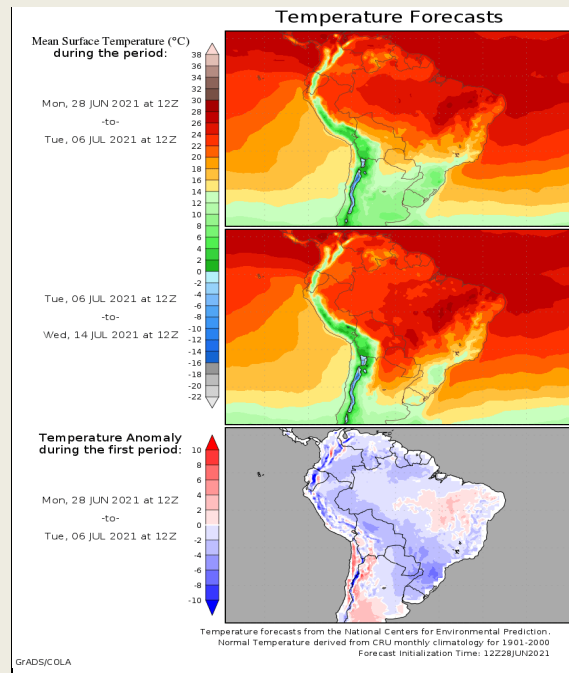 Temperature Forecasts
Mean Surface Temperature (°C)
during the period:
Mon, 28 JUN 2021 at 12Z
-to-
Tue, 06 JUL 2021 at 12Z
38
36
34
32
30
28
26
24
22
20
18
16
14
12
10
8
6
4
2
0
-2
-4
-6
-8
-10
-12
-14
-16
-18
-20
-22
Tue, 06 JUL 2021 at 12Z
-to-
Wed, 14 JUL 2021 at 12Z
Temperature Anomaly
during the first period:
Mon, 28 JUN 2021 at 12Z
-to-
Tue, 06 JUL 2021 at 12Z
10
8
6
4
2
0
-2
-4
-6
-8
-10
Temperature forecasts from the National Centers for Environmental Prediction.
Normal Temperature derived from CRU monthly climatology for 1901-2000
Forecast Initialization Time: 12Z28JUN2021
GrADS/COLA